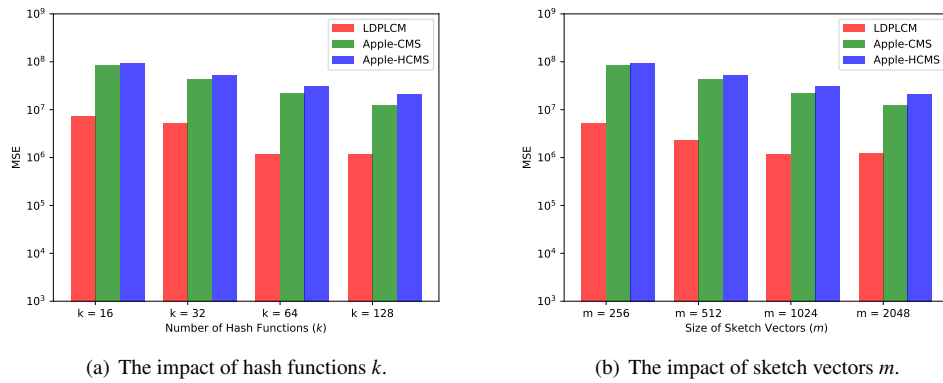 10^9
10^8
10^7
10^6
10^5
10^4
10^3
MSE
LDPLCM
Apple-CMS
Apple-HCMS
k = 16 k = 32 k = 64 k = 128
Number of Hash Functions (k)
(a) The impact of hash functions k.
10^9
10^8
10^7
10^6
10^5
10^4
10^3
MSE
LDPLCM
Apple-CMS
Apple-HCMS
m = 256 m = 512 m = 1024 m = 2048
Size of Sketch Vectors (m)
(b) The impact of sketch vectors m.